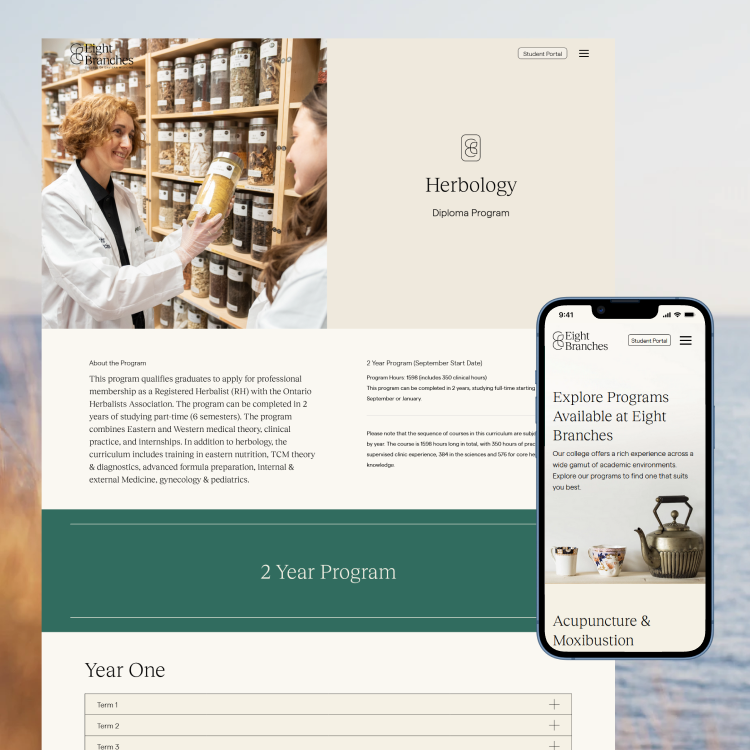 Eight
Branches
Student Portal
Herbology
Diploma Program
About the Program
This program qualifies graduates to apply for professional
membership as a Registered Herbalist (RH) with the Ontario
Herbalists Association. The program can be completed in 2
years of studying part-time (6 semesters). The program
combines Eastern and Western medical theory, clinical
practice, and internships. In addition to herbology, the
curriculum includes training in eastern nutrition, TCM theory
& diagnostics, advanced formula preparation, internal &
external Medicine, gynecology & pediatrics.
2 Year Program (September Start Date)
Program Hours: 1598 (includes 350 clinical hours)
This program can be completed in 2 years, studying full-time starting
September or January.
Please note that the sequence of courses in this curriculum are
by year. The course is 1598 hours long in total, with 350 hours of
supervised clinic experience, 384 in the sciences and 576 for core
knowledge
2 Year Program
Year One
Term 1
Term 2
Term 3
9:41
Eight
Branches
Student Portal
Explore Programs
Available at Eight
Branches
Our college offers a rich experience across a
wide gamut of academic environments.
Explore our programs to find one that suits
you best.
Acupuncture &
Moxibustion